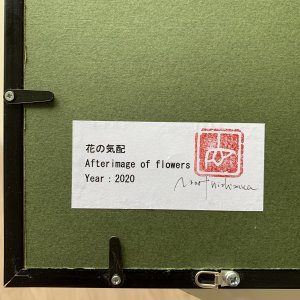 花の気配
Afterimage of flowers
Year : 2020